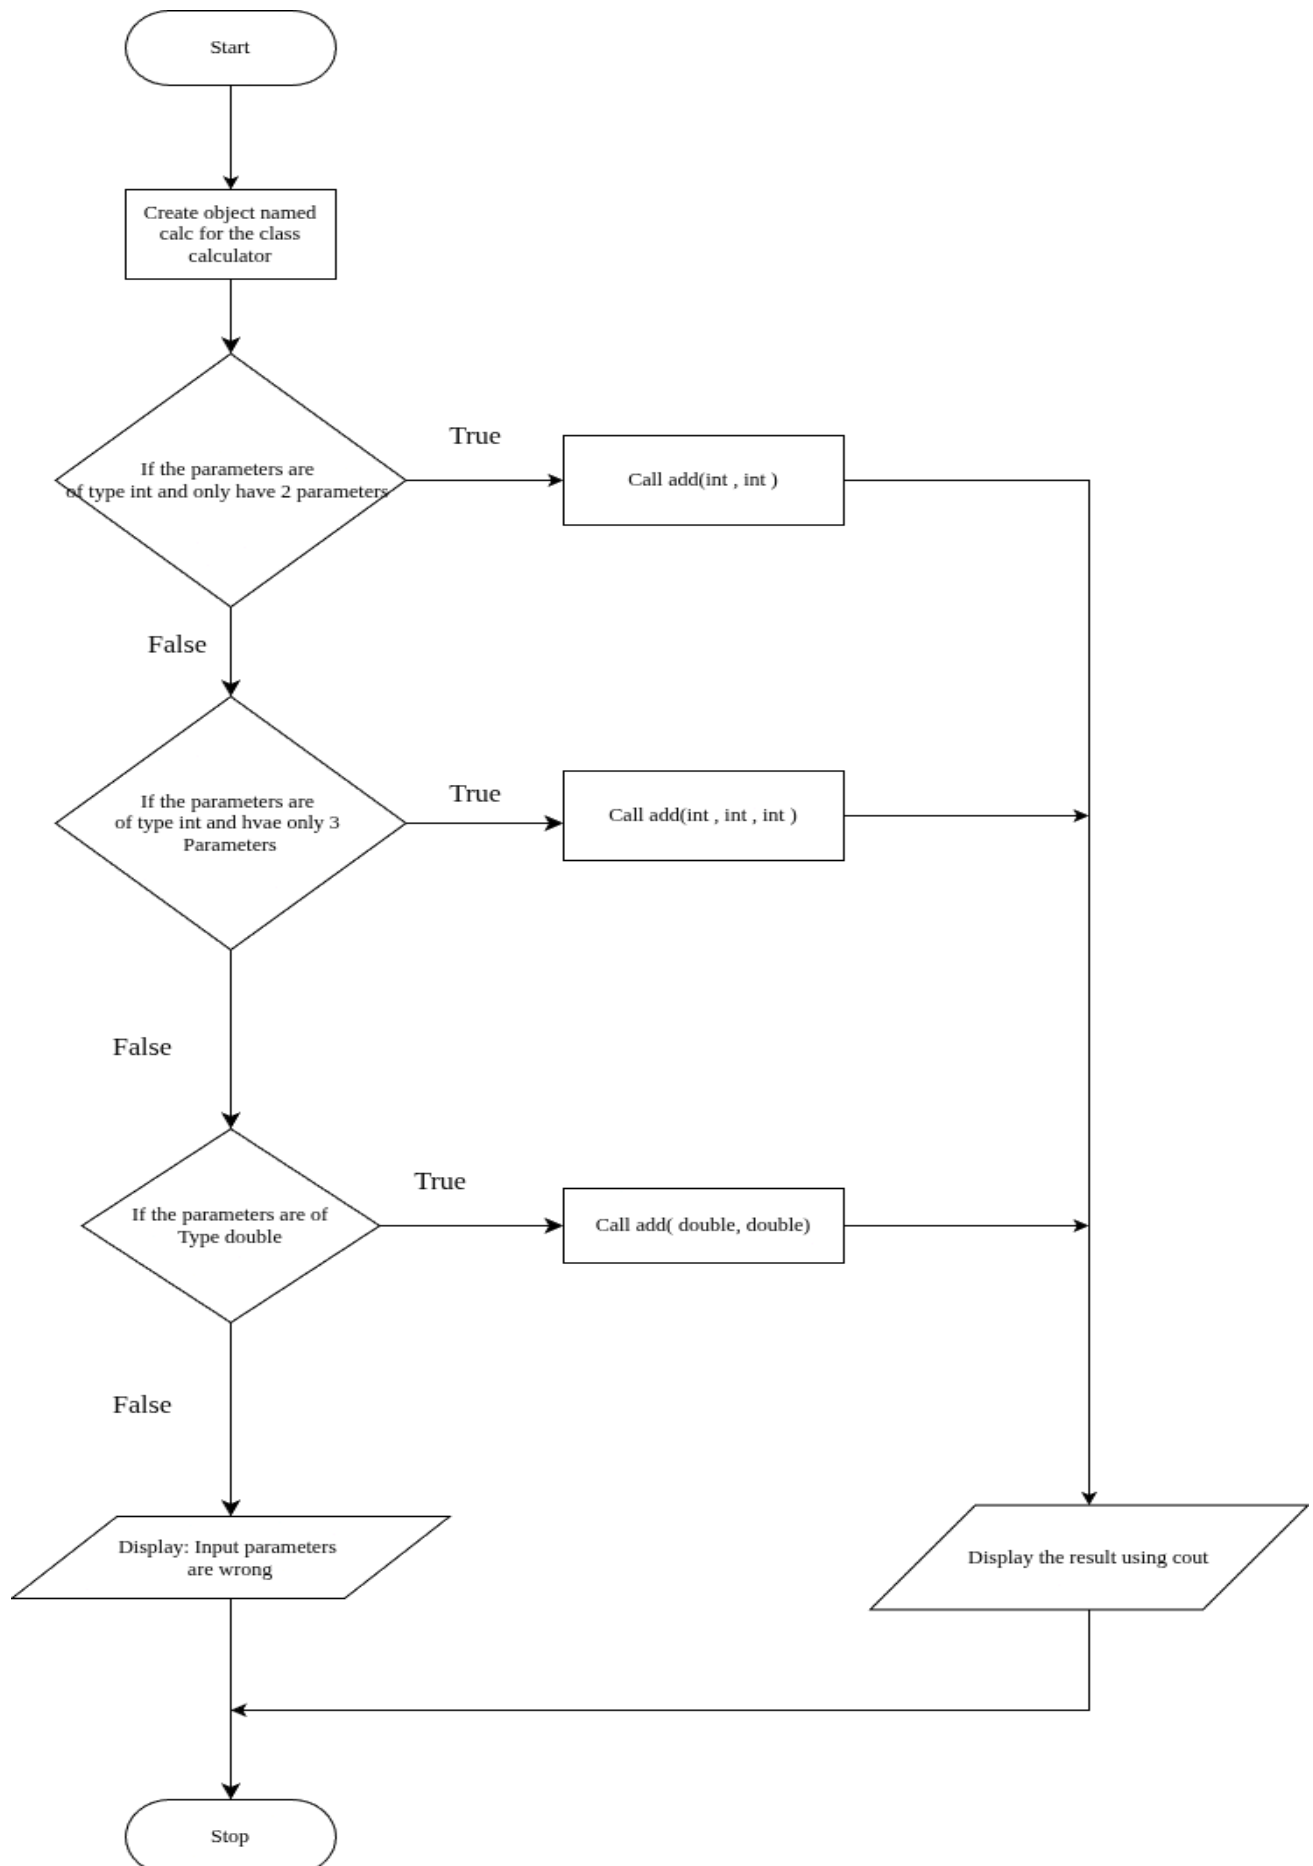 Start
Create object named
calc for the class
calculator
If the parameters are
of type int and only have 2 parameters
True
Call add(int , int )
False
If the parameters are
of type int and hvae only 3
Parameters
True
Call add(int , int , int )
False
If the parameters are of
Type double
True
Call add( double, double)
False
Display: Input parameters
are wrong
Display the result using cout
Stop